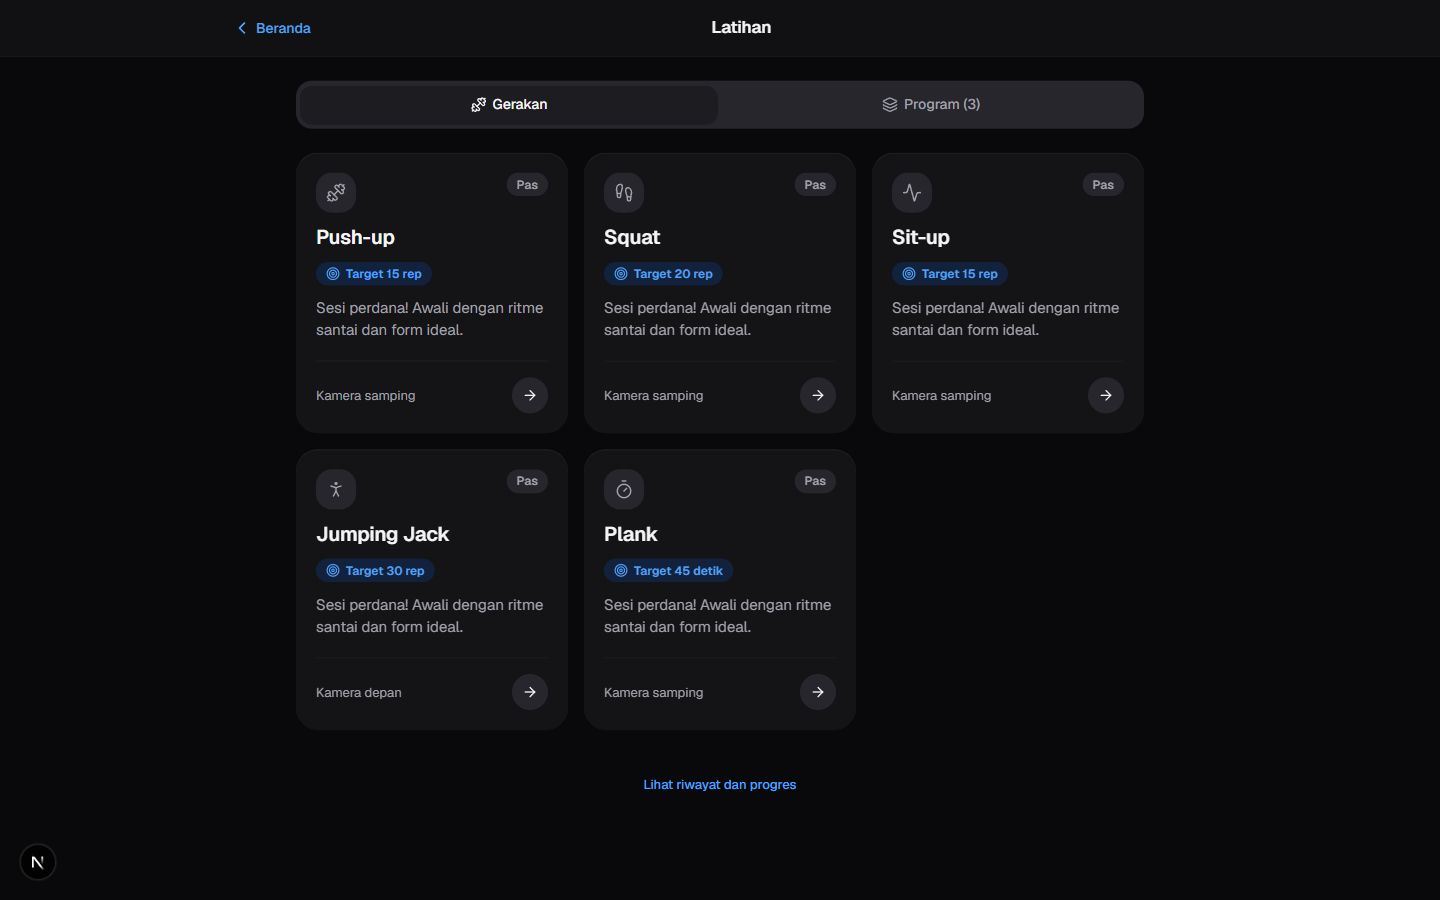 Beranda
Latihan
Gerakan
Program (3)
Pas
Push-up
Target 15 rep
Sesi perdana! Awali dengan ritme
santai dan form ideal.
Kamera samping
Pas
Squat
Target 20 rep
Sesi perdana! Awali dengan ritme
santai dan form ideal.
Kamera samping
Pas
Sit-up
Target 15 rep
Sesi perdana! Awali dengan ritme
santai dan form ideal.
Kamera samping
Pas
Jumping Jack
Target 30 rep
Sesi perdana! Awali dengan ritme
santai dan form ideal.
Kamera depan
Pas
Plank
Target 45 detik
Sesi perdana! Awali dengan ritme
santai dan form ideal.
Kamera samping
Lihat riwayat dan progres
N